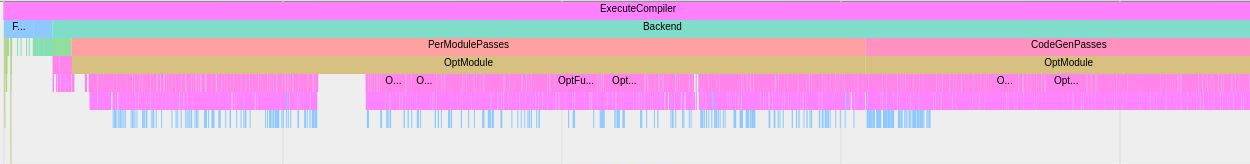 ExecuteCompiler
F... Backend
PerModulePasses CodeGenPasses
OptModule OptModule
O... O... OptFu... Opt... O... Opt...